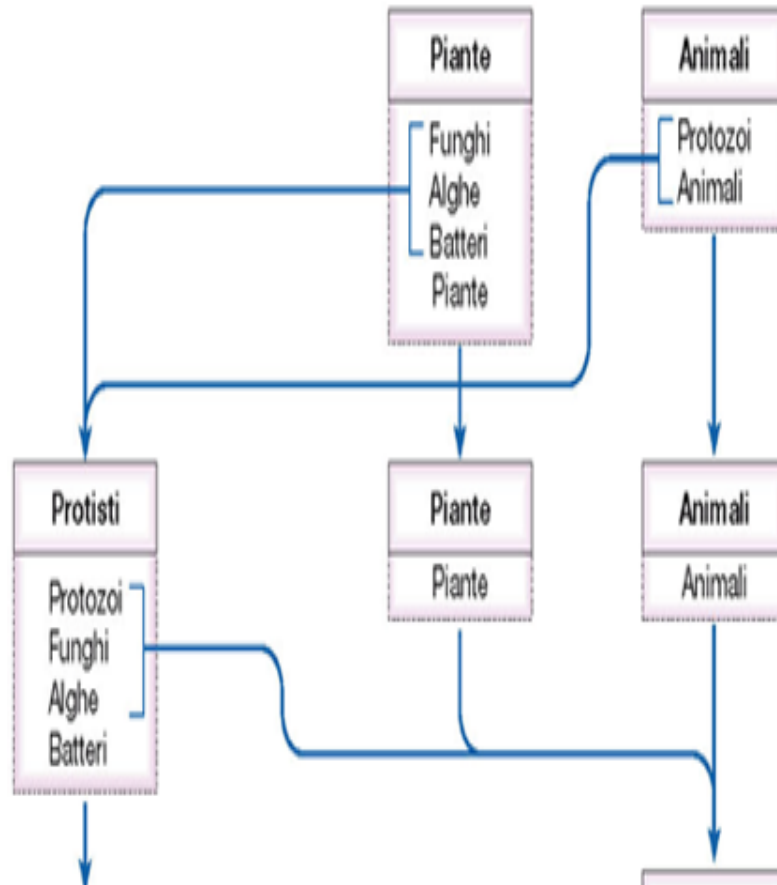 Piante
Funghi
Alghe
Batteri
Piante
Animali
Protozoi
Animali
Protisti
Protozoi
Funghi
Alghe
Batteri
Piante
Piante
Animali
Animali